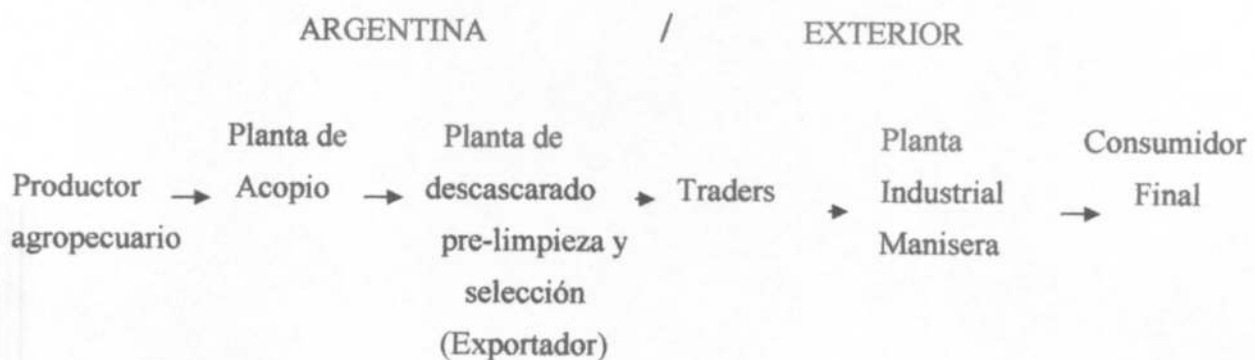 ARGENTINA / EXTERIOR
Productor
agropecuario
Planta de
Acopio
Planta de
descascarado
pre-limpieza y
selección
(Exportador)
Traders
Planta
Industrial
Manisera
Consumidor
Final